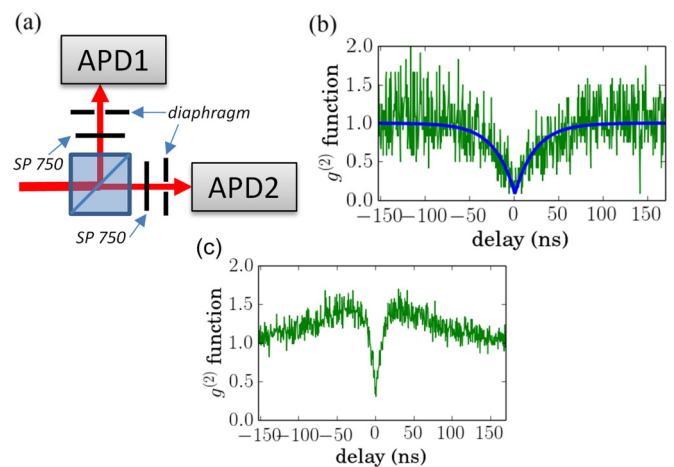 (a)
APD1
diaphragm
SP 750
APD2
SP 750
(b)
2.0
1.5
1.0
0.5
0.0
g(2) function
−150−100−50 0 50 100 150
delay (ns)
(c)
2.0
1.5
1.0
0.5
0.0
g(2) function
−150−100−50 0 50 100 150
delay (ns)